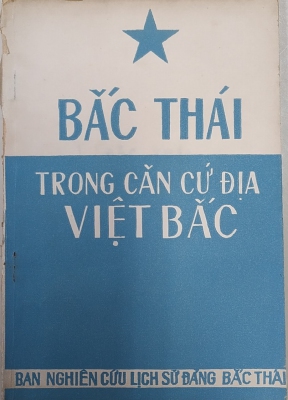 BẮC THÁI
TRONG CĂN CỨ ĐỊA
VIỆT BẮC
BAN NGHIÊN CỨU LỊCH SỬ ĐẢNG BẮC THÁI